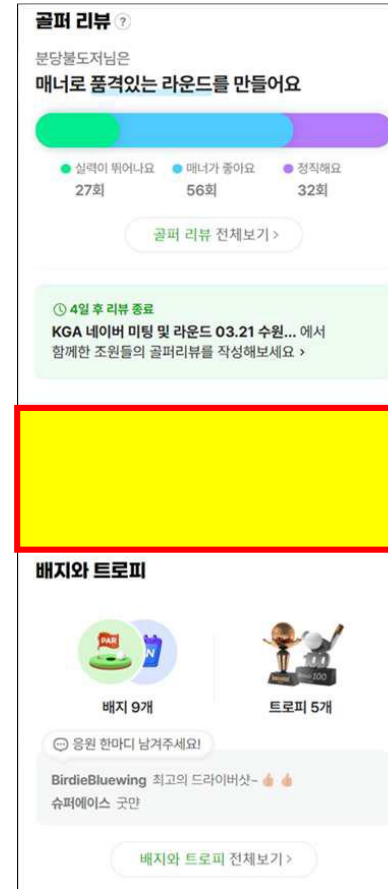 골퍼 리뷰 ?
분당불도저님은
매너로 품격있는 라운드를 만들어요
실력이 뛰어나요 매너가 좋아요 정직해요
27회 56회 32회
골퍼 리뷰 전체보기 >
4일 후 리뷰 종료
KGA 네이버 미팅 및 라운드 03.21 수원... 에서
함께한 조원들의 골퍼리뷰를 작성해보세요 >
배지와 트로피
PAR N 100
배지 9개 트로피 5개
응원 한마디 남겨주세요!
BirdieBluewing 최고의 드라이버샷~ 👍 👍
슈퍼에이스 굿먄
배지와 트로피 전체보기 >